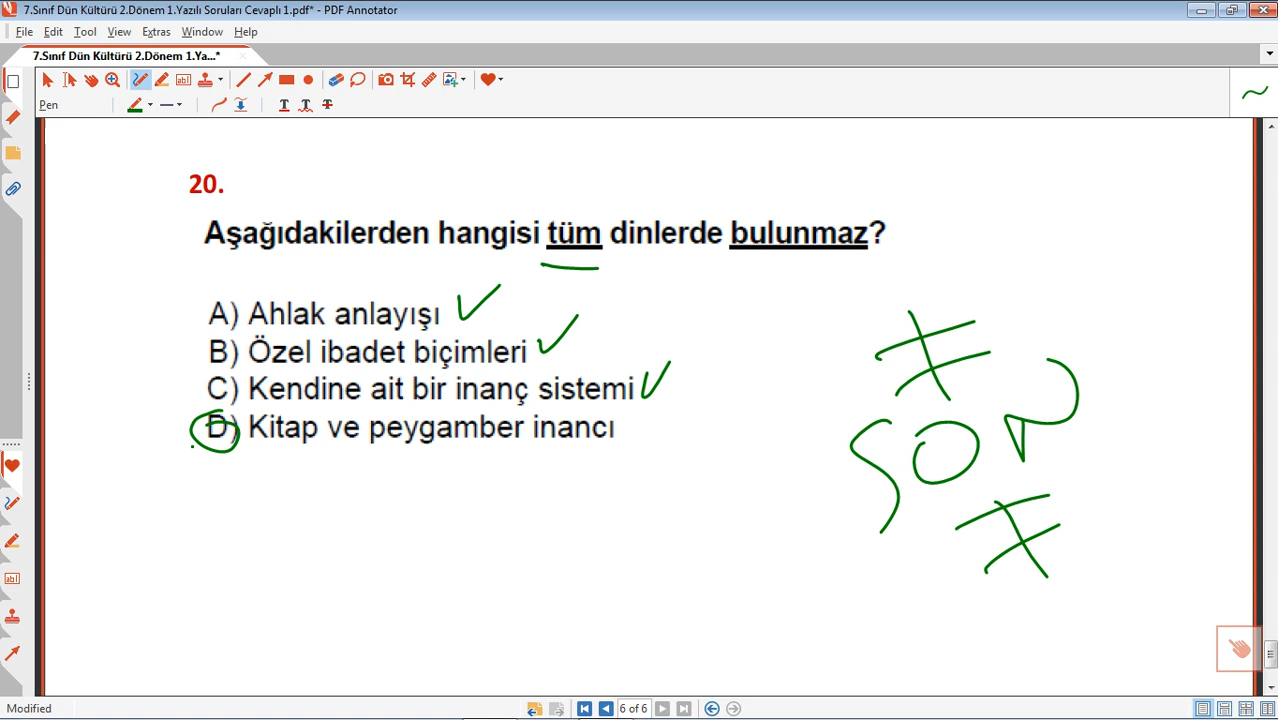 7.Sınıf Dün Kültürü 2.Dönem 1.Yazılı Soruları Cevaplı 1.pdf* - PDF Annotator
File Edit Tool View Extras Window Help
7.Sınıf Dün Kültürü 2.Dönem 1.Ya...*
Pen
20.
Aşağıdakilerden hangisi tüm dinlerde bulunmaz?
A) Ahlak anlayışı
B) Özel ibadet biçimleri
C) Kendine ait bir inanç sistemi
D) Kitap ve peygamber inancı
SON
Modified 6 of 6